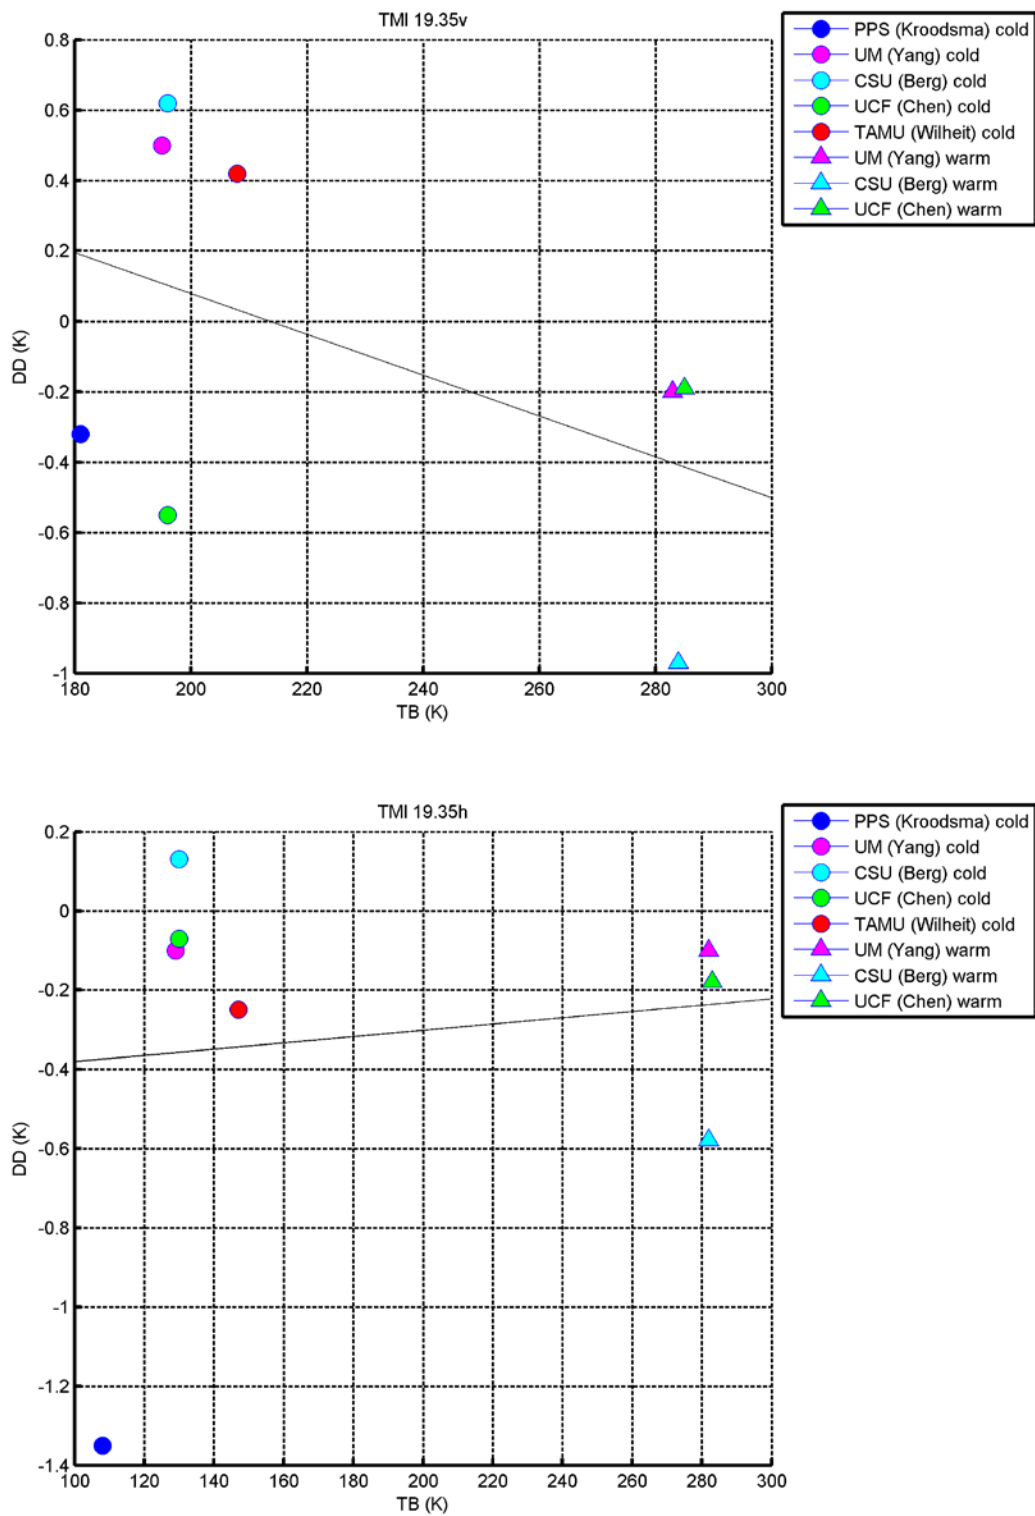 TMI 19.35v
0.8
0.6
0.4
0.2
0
-0.2
-0.4
-0.6
-0.8
-1
DD (K)
180 200 220 240 260 280 300
TB (K)
PPS (Kroodsma) cold
UM (Yang) cold
CSU (Berg) cold
UCF (Chen) cold
TAMU (Wilheit) cold
UM (Yang) warm
CSU (Berg) warm
UCF (Chen) warm
TMI 19.35h
0.2
0
-0.2
-0.4
-0.6
-0.8
-1
-1.2
-1.4
DD (K)
100 120 140 160 180 200 220 240 260 280 300
TB (K)
PPS (Kroodsma) cold
UM (Yang) cold
CSU (Berg) cold
UCF (Chen) cold
TAMU (Wilheit) cold
UM (Yang) warm
CSU (Berg) warm
UCF (Chen) warm